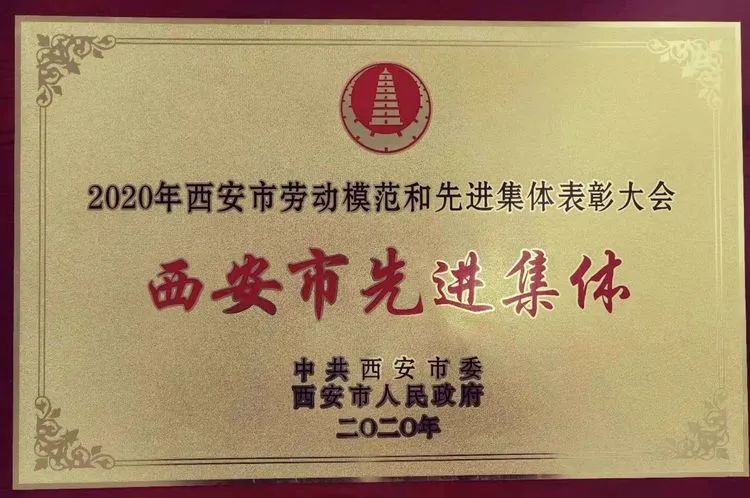 2020年西安市劳动模范和先进集体表彰大会
西安市先进集体
中共西安市委
西安市人民政府
二〇二〇年